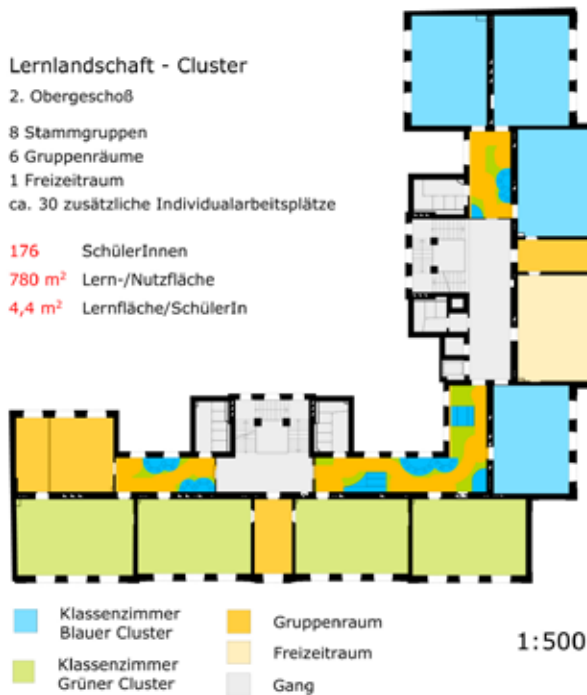 Lernlandschaft - Cluster
2. Obergeschoß
8 Stammgruppen
6 Gruppenräume
1 Freizeitraum
ca. 30 zusätzliche Individualarbeitsplätze
176 SchülerInnen
780 m² Lern-/Nutzfläche
4,4 m² Lernfläche/SchülerIn
Klassenzimmer
Blauer Cluster
Klassenzimmer
Grüner Cluster
Gruppenraum
Freizeitraum
Gang
1:500